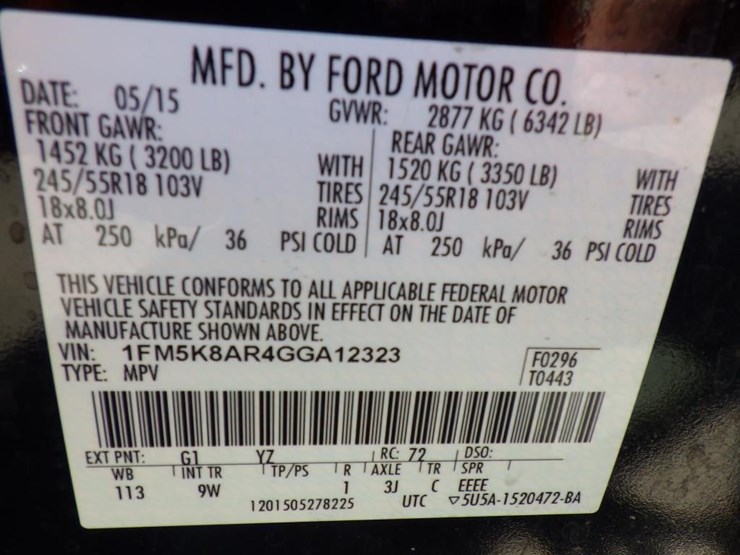 MFD. BY FORD MOTOR CO.
DATE: 05/15 GVWR: 2877 KG ( 6342 LB)
FRONT GAWR: REAR GAWR:
1452 KG ( 3200 LB) WITH 1520 KG ( 3350 LB) WITH
245/55R18 103V TIRES 245/55R18 103V TIRES
18x8.0J RIMS 18x8.0J RIMS
AT 250 kPa/ 36 PSI COLD AT 250 kPa/ 36 PSI COLD
THIS VEHICLE CONFORMS TO ALL APPLICABLE FEDERAL MOTOR
VEHICLE SAFETY STANDARDS IN EFFECT ON THE DATE OF
MANUFACTURE SHOWN ABOVE.
VIN: 1FM5K8AR4GGA12323 F0296
TYPE: MPV T0443
EXT PNT: G1 YZ RC: 72 DSO:
WB INT TR TP/PS R AXLE TR SPR
113 9W 1 3J C EEEE
1201505278225 UTC ▽5U5A-1520472-BA